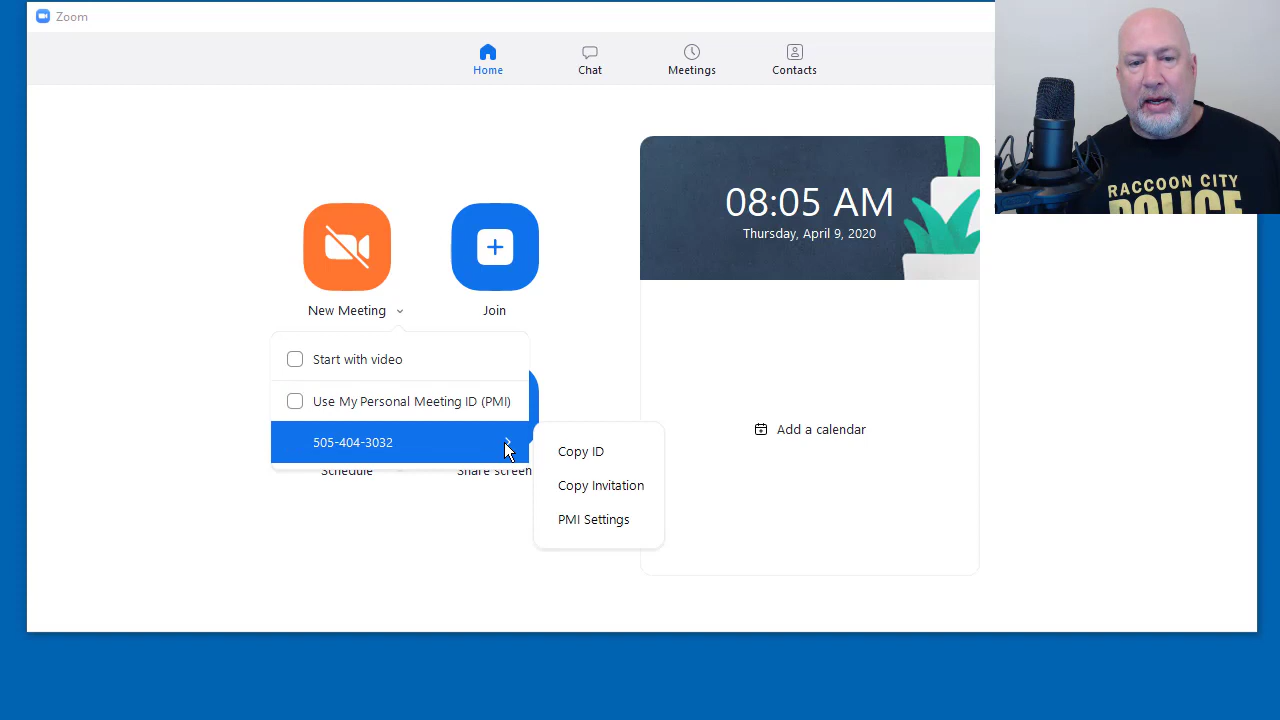 Zoom
Home
Chat
Meetings
Contacts
RACCOON CITY
POLICE
08:05 AM
Thursday, April 9, 2020
New Meeting
Join
Start with video
Use My Personal Meeting ID (PMI)
505-404-3032
Schedule
Share screen
Copy ID
Copy Invitation
PMI Settings
Add a calendar